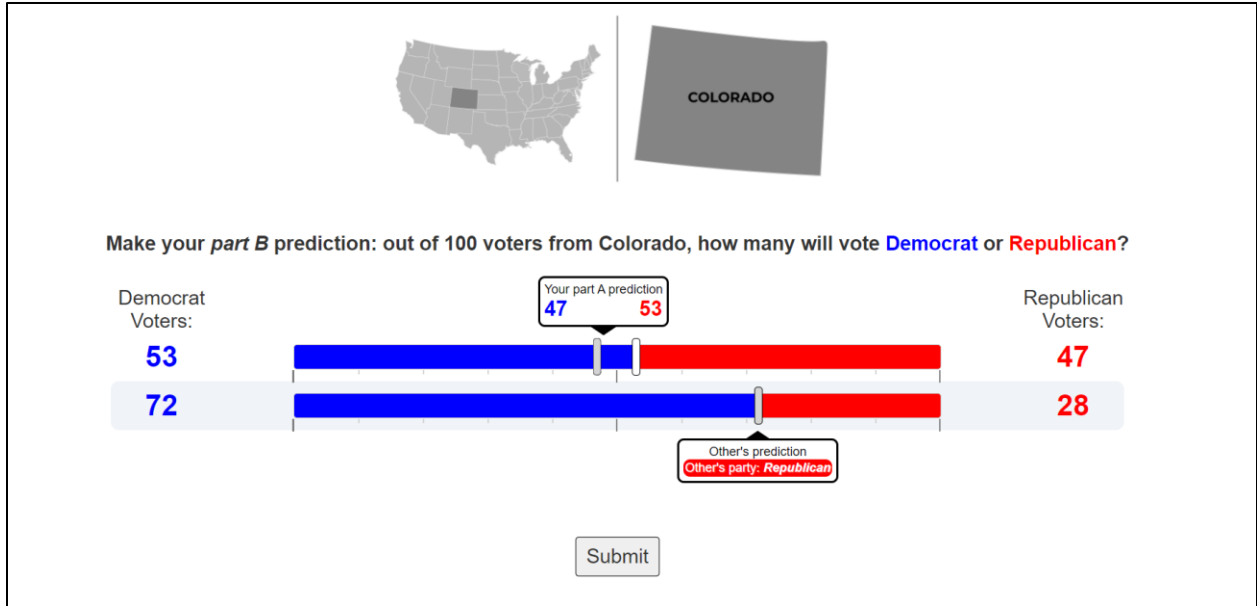 COLORADO
Make your part B prediction: out of 100 voters from Colorado, how many will vote Democrat or Republican?
Democrat
Voters:
Your part A prediction
47 53
Republican
Voters:
53
47
72
28
Other's prediction
Other's party: Republican
Submit